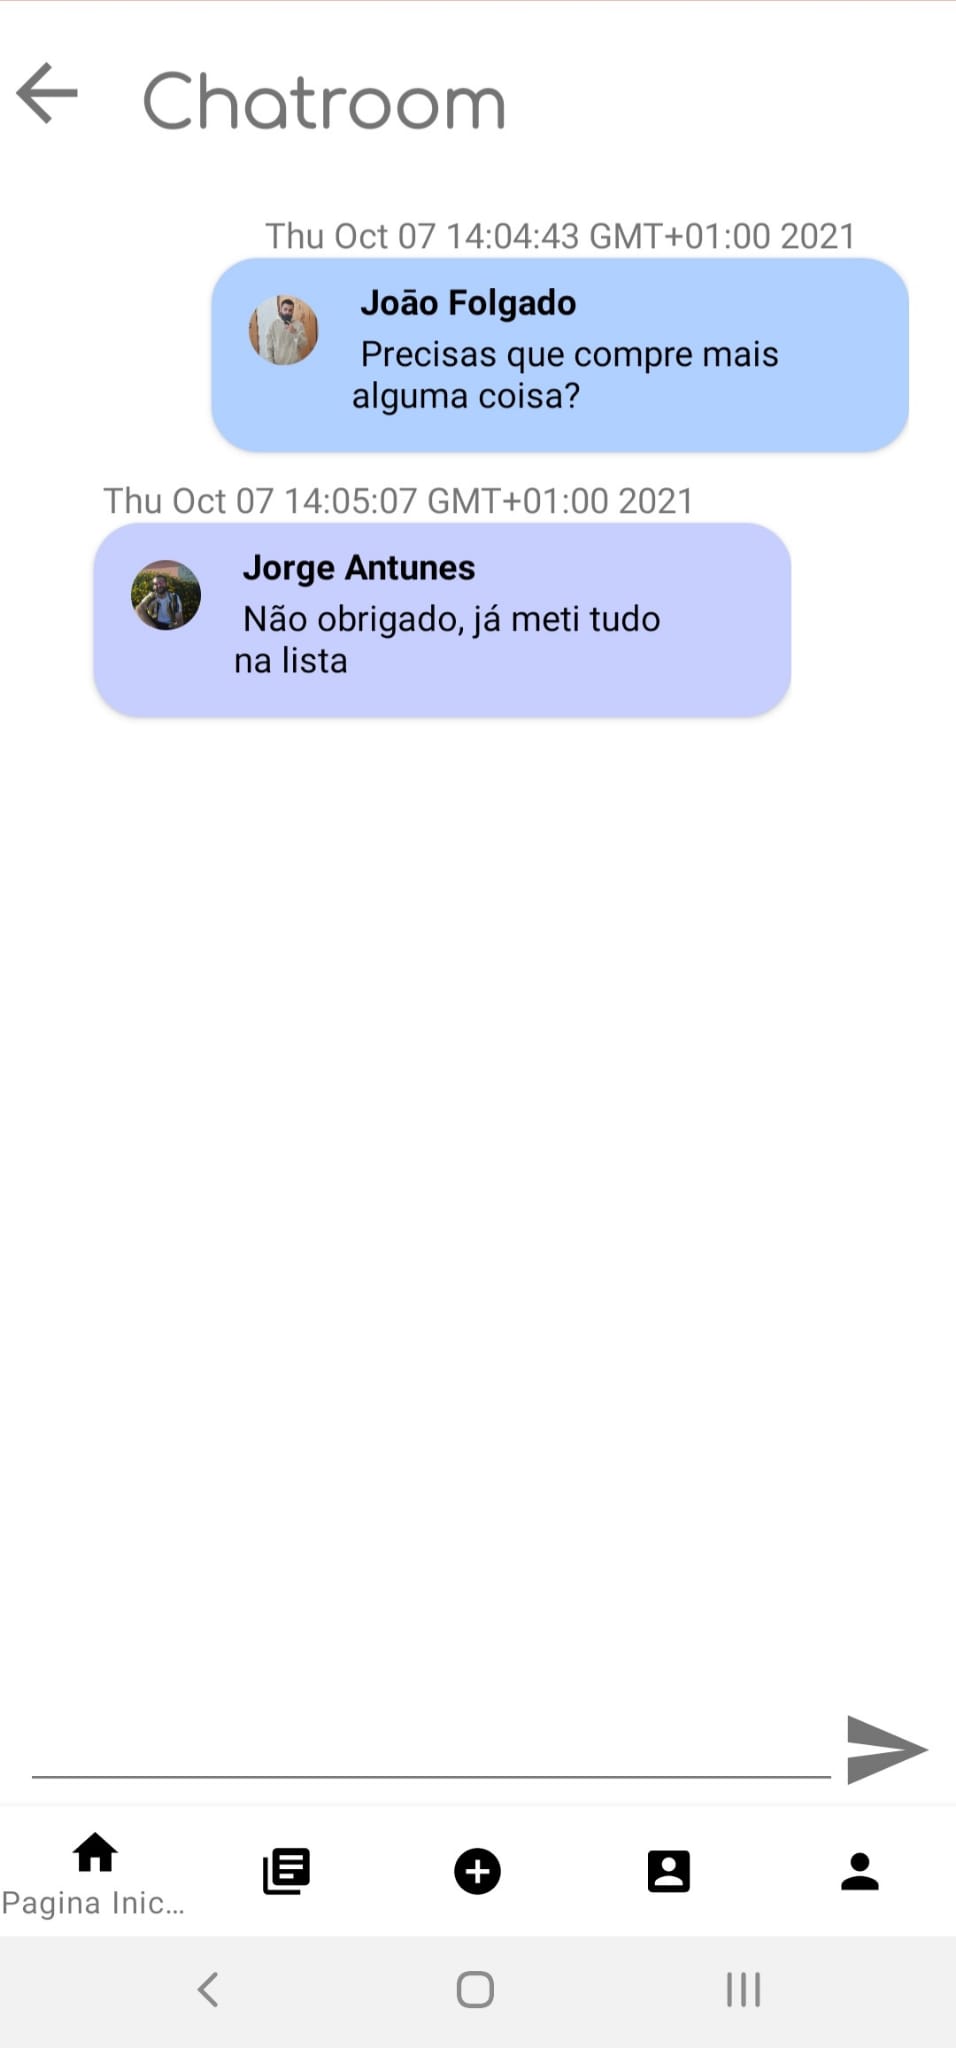 Chatroom
Thu Oct 07 14:04:43 GMT+01:00 2021
João Folgado
Precisas que compre mais
alguma coisa?
Thu Oct 07 14:05:07 GMT+01:00 2021
Jorge Antunes
Não obrigado, já meti tudo
na lista
Pagina Inic...